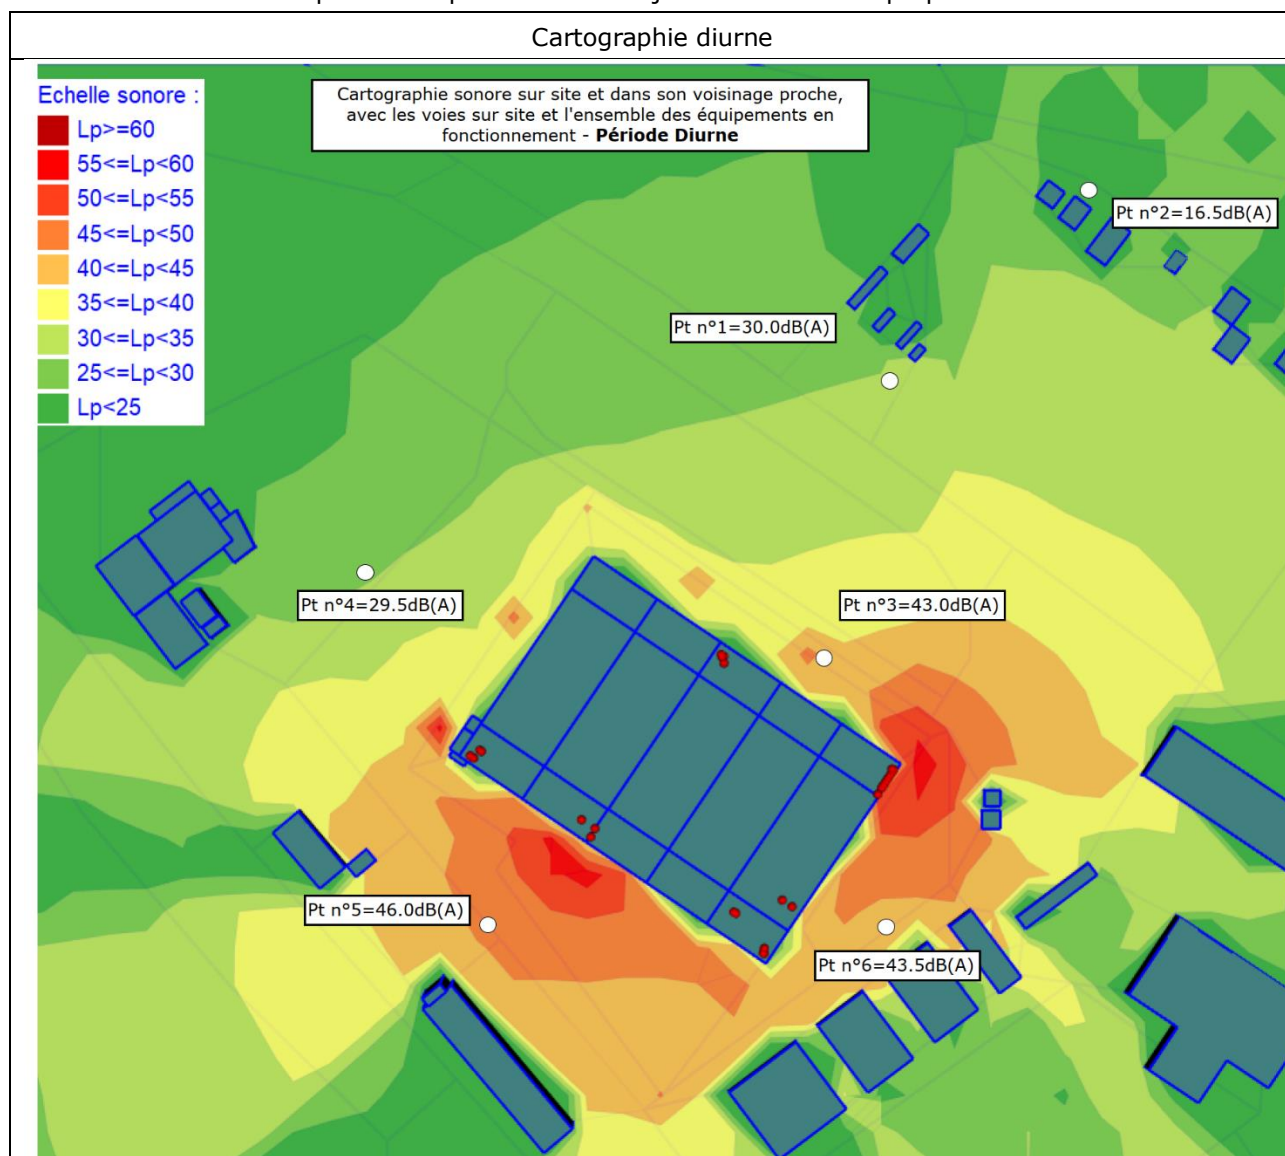 Cartographie diurne
Echelle sonore :
Lp>=60
55<=Lp<60
50<=Lp<55
45<=Lp<50
40<=Lp<45
35<=Lp<40
30<=Lp<35
25<=Lp<30
Lp<25
Cartographie sonore sur site et dans son voisinage proche,
avec les voies sur site et l'ensemble des équipements en
fonctionnement - Période Diurne
Pt n°2=16.5dB(A)
Pt n°1=30.0dB(A)
Pt n°4=29.5dB(A)
Pt n°3=43.0dB(A)
Pt n°5=46.0dB(A)
Pt n°6=43.5dB(A)